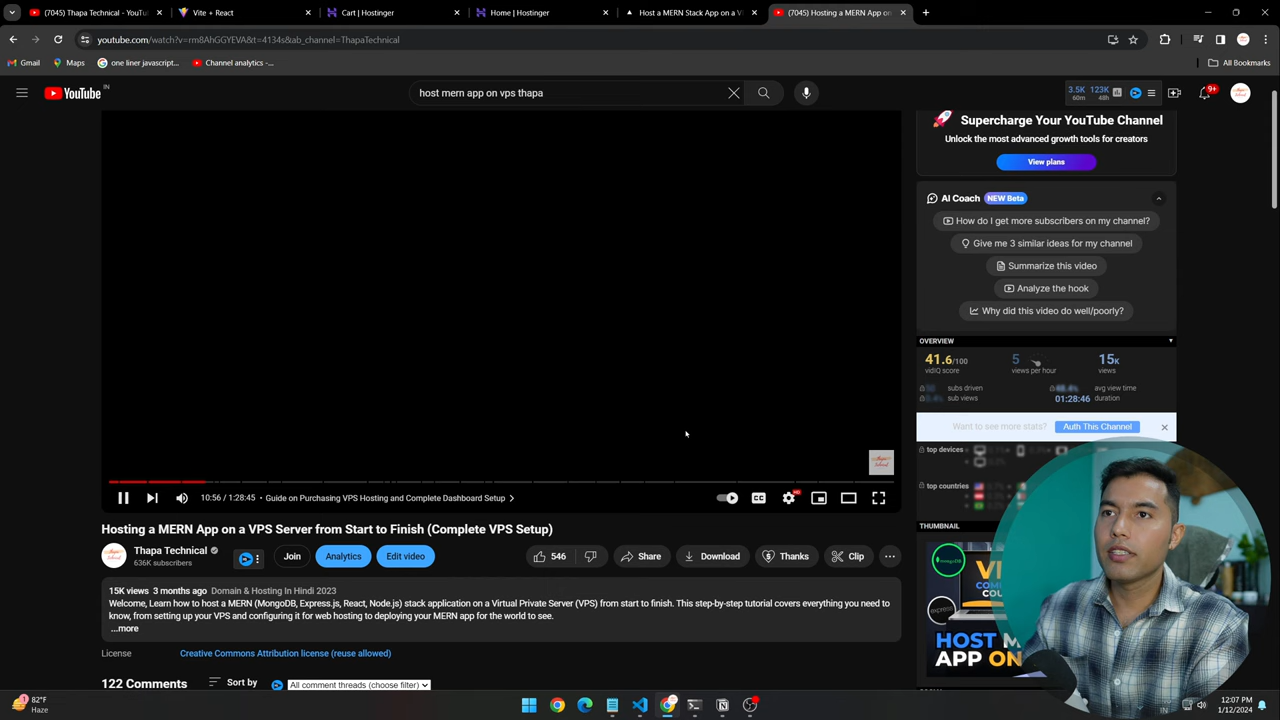 (7045) Thapa Technical - YouTu
Vite + React
Cart | Hostinger
Home | Hostinger
Host a MERN Stack App on a V
(7045) Hosting a MERN App on
youtube.com/watch?v=rm8AhGGYEVA&t=4134s&ab_channel=ThapaTechnical
Gmail
Maps
one liner javascript...
Channel analytics -...
All Bookmarks
YouTube IN
host mern app on vps thapa
3.5K 60m
123K 48h
9+
Supercharge Your YouTube Channel
Unlock the most advanced growth tools for creators
View plans
AI Coach NEW Beta
How do I get more subscribers on my channel?
Give me 3 similar ideas for my channel
Summarize this video
Analyze the hook
Why did this video do well/poorly?
OVERVIEW
41.6/100
5
15K
vidIQ score
views per hour
views
subs driven
avg view time
sub views
01:28:46 duration
Want to see more stats? Auth This Channel
top devices
top countries
THUMBNAIL
mongoDB
express
HOST M
APP ON
10:56 / 1:28:45 • Guide on Purchasing VPS Hosting and Complete Dashboard Setup
HD
Hosting a MERN App on a VPS Server from Start to Finish (Complete VPS Setup)
Thapa Technical
636K subscribers
Join
Analytics
Edit video
546
Share
Download
Thanks
Clip
15K views 3 months ago Domain & Hosting In Hindi 2023
Welcome, Learn how to host a MERN (MongoDB, Express.js, React, Node.js) stack application on a Virtual Private Server (VPS) from start to finish. This step-by-step tutorial covers everything you need to
know, from setting up your VPS and configuring it for web hosting to deploying your MERN app for the world to see.
...more
License
Creative Commons Attribution license (reuse allowed)
122 Comments
Sort by
All comment threads (choose filter)
82°F
Haze
IN
12:07 PM
1/12/2024